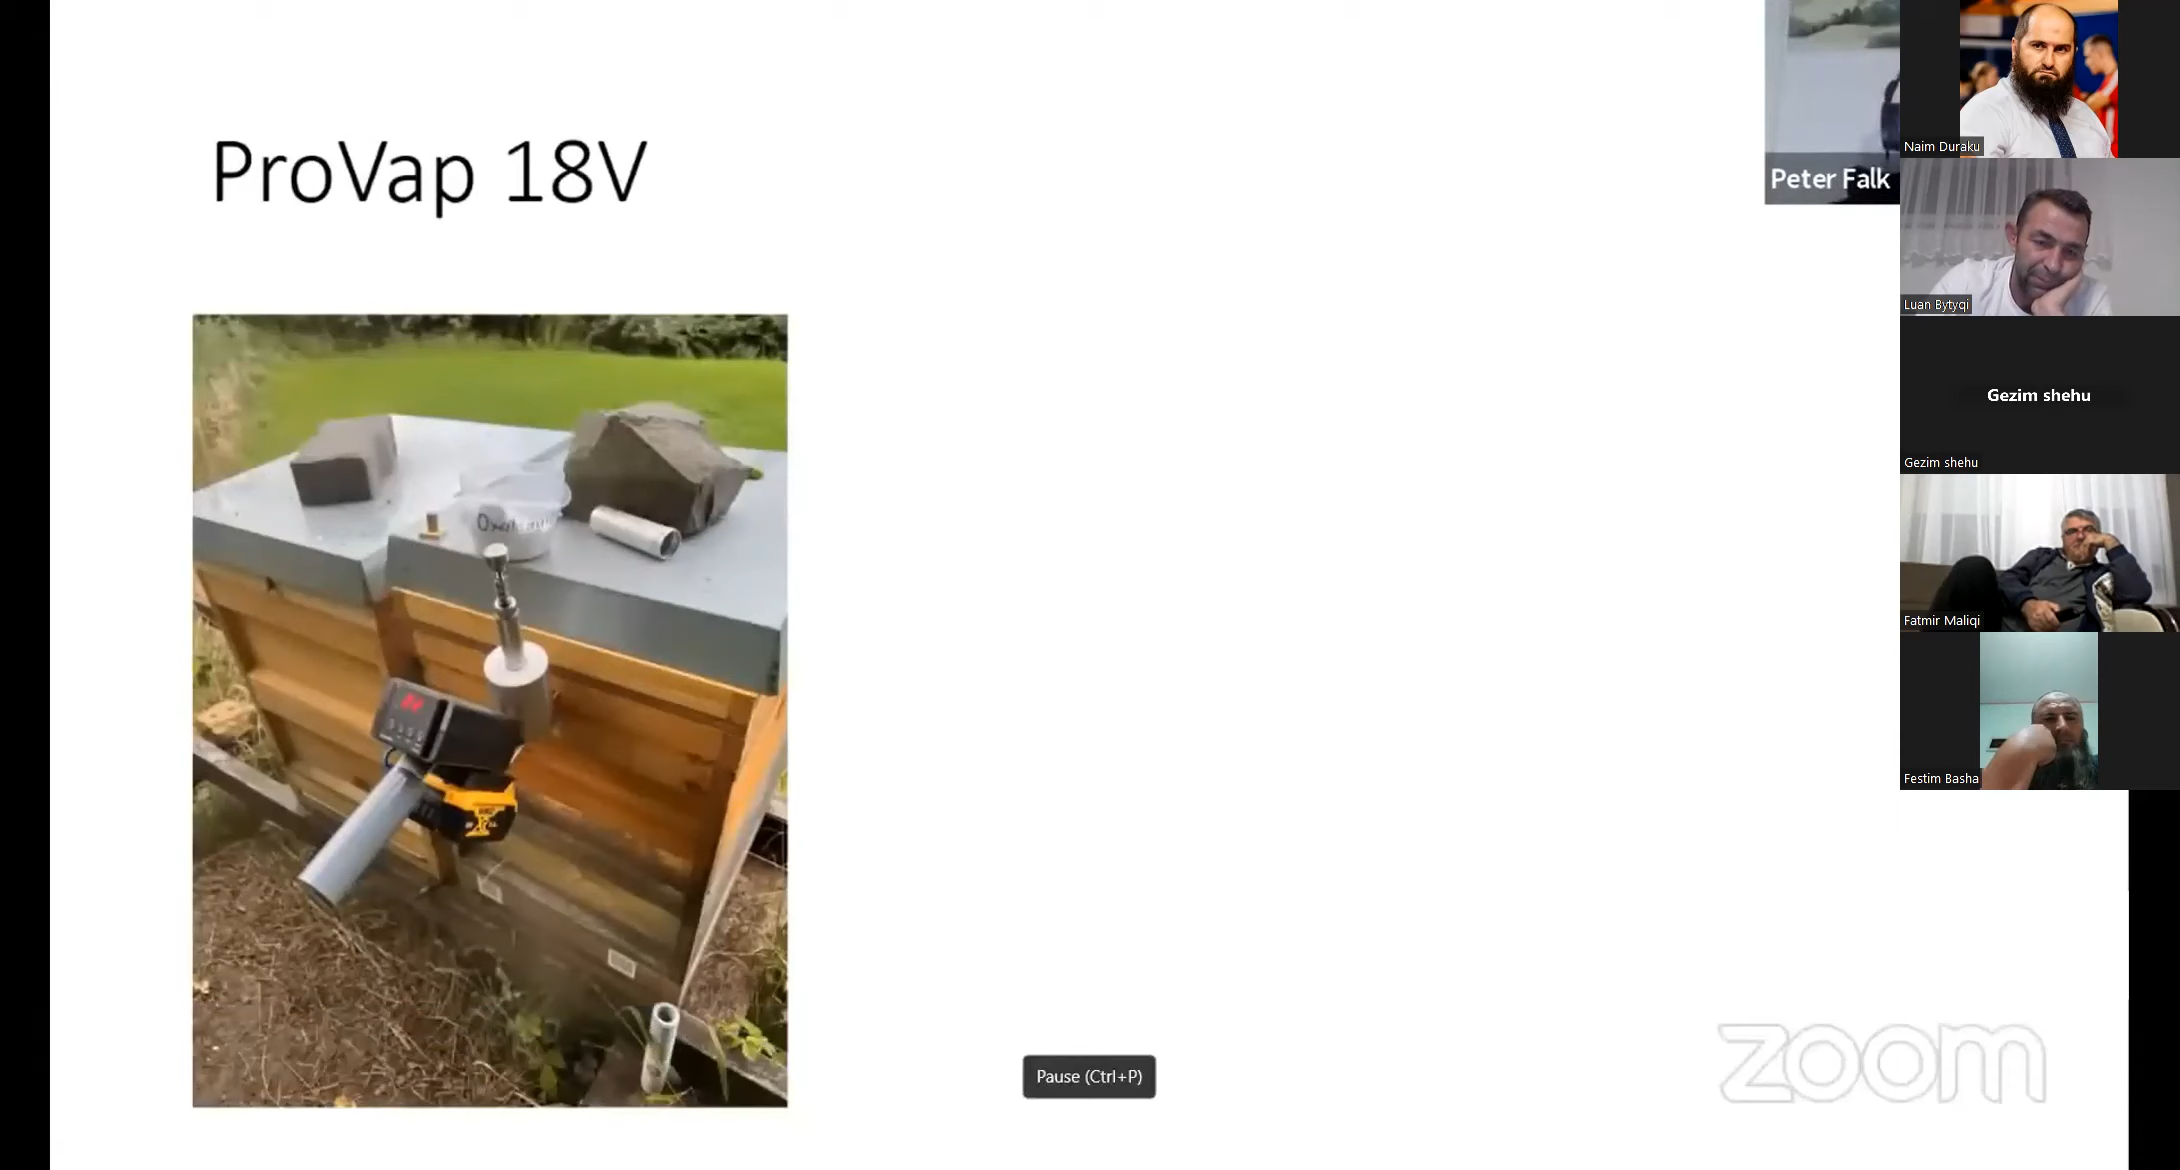 ProVap 18V
Peter Falk
Naim Duraku
Luan Bytyqi
Gezim shehu
Gezim shehu
Fatmir Maliqi
Festim Basha
Pause (Ctrl+P)
zoom